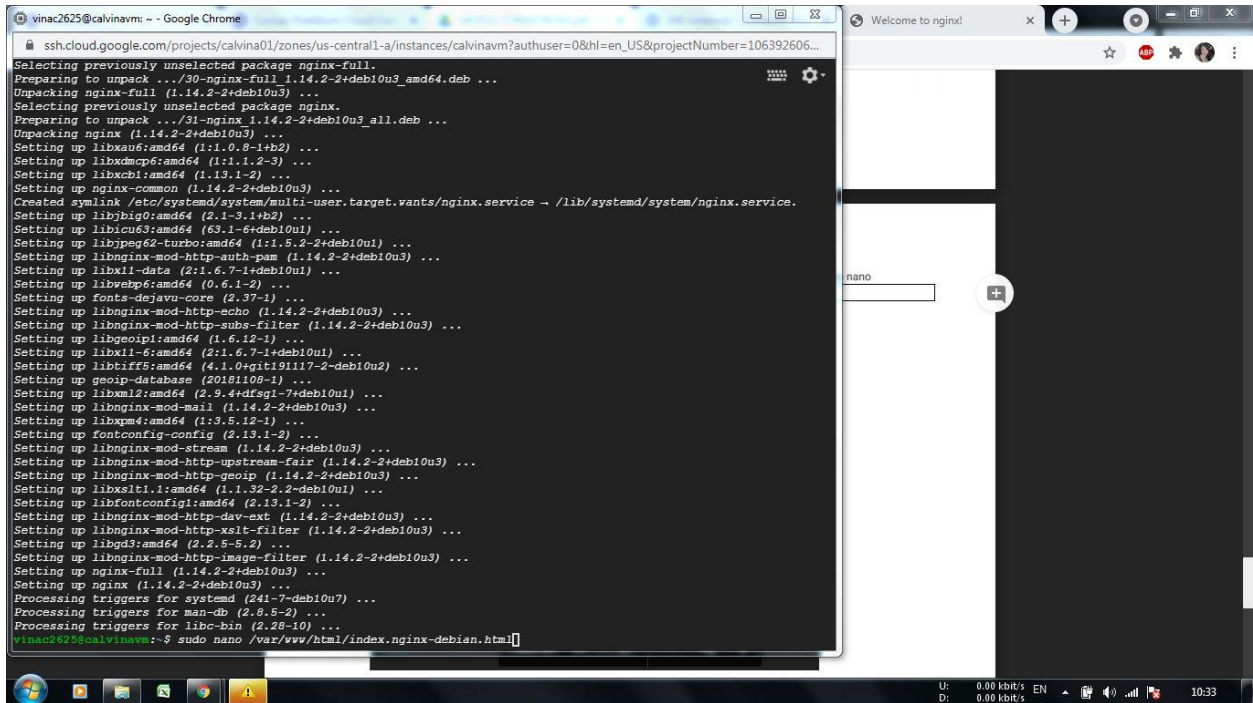 vinac2625@calvinavm: ~ - Google Chrome
Welcome to nginx!
ssh.cloud.google.com/projects/calvina01/zones/us-central1-a/instances/calvinavm?authuser=0&hl=en_US&projectNumber=106392606...
ABP
Selecting previously unselected package nginx-full.
Preparing to unpack .../30-nginx-full_1.14.2-2+deb10u3_amd64.deb ...
Unpacking nginx-full (1.14.2-2+deb10u3) ...
Selecting previously unselected package nginx.
Preparing to unpack .../31-nginx_1.14.2-2+deb10u3_all.deb ...
Unpacking nginx (1.14.2-2+deb10u3) ...
Setting up libxau6:amd64 (1:1.0.8-1+b2) ...
Setting up libxdmcp6:amd64 (1:1.1.2-3) ...
Setting up libxcb1:amd64 (1.13.1-2) ...
Setting up nginx-common (1.14.2-2+deb10u3) ...
Created symlink /etc/systemd/system/multi-user.target.wants/nginx.service → /lib/systemd/system/nginx.service.
Setting up libjbig0:amd64 (2.1-3.1+b2) ...
Setting up libicu63:amd64 (63.1-6+deb10u1) ...
Setting up libjpeg62-turbo:amd64 (1:1.5.2-2+deb10u1) ...
Setting up libnginx-mod-http-auth-pam (1.14.2-2+deb10u3) ...
Setting up libx11-data (2:1.6.7-1+deb10u1) ...
Setting up libwebp6:amd64 (0.6.1-2) ...
Setting up fonts-dejavu-core (2.37-1) ...
Setting up libnginx-mod-http-echo (1.14.2-2+deb10u3) ...
Setting up libnginx-mod-http-subs-filter (1.14.2-2+deb10u3) ...
Setting up libgeoip1:amd64 (1.6.12-1) ...
Setting up libx11-6:amd64 (2:1.6.7-1+deb10u1) ...
Setting up libtiff5:amd64 (4.1.0+git191117-2~deb10u2) ...
Setting up geoip-database (20181108-1) ...
Setting up libxml2:amd64 (2.9.4+dfsg1-7+deb10u1) ...
Setting up libnginx-mod-mail (1.14.2-2+deb10u3) ...
Setting up libxpm4:amd64 (1:3.5.12-1) ...
Setting up fontconfig-config (2.13.1-2) ...
Setting up libnginx-mod-stream (1.14.2-2+deb10u3) ...
Setting up libnginx-mod-http-upstream-fair (1.14.2-2+deb10u3) ...
Setting up libnginx-mod-http-geoip (1.14.2-2+deb10u3) ...
Setting up libxslt1.1:amd64 (1.1.32-2.2~deb10u1) ...
Setting up libfontconfig1:amd64 (2.13.1-2) ...
Setting up libnginx-mod-http-dav-ext (1.14.2-2+deb10u3) ...
Setting up libnginx-mod-http-xslt-filter (1.14.2-2+deb10u3) ...
Setting up libgd3:amd64 (2.2.5-5.2) ...
Setting up libnginx-mod-http-image-filter (1.14.2-2+deb10u3) ...
Setting up nginx-full (1.14.2-2+deb10u3) ...
Setting up nginx (1.14.2-2+deb10u3) ...
Processing triggers for systemd (241-7~deb10u7) ...
Processing triggers for man-db (2.8.5-2) ...
Processing triggers for libc-bin (2.28-10) ...
vinac2625@calvinavm:~$ sudo nano /var/www/html/index.nginx-debian.html
nano
U: 0.00 kbit/s
D: 0.00 kbit/s
EN
10:33